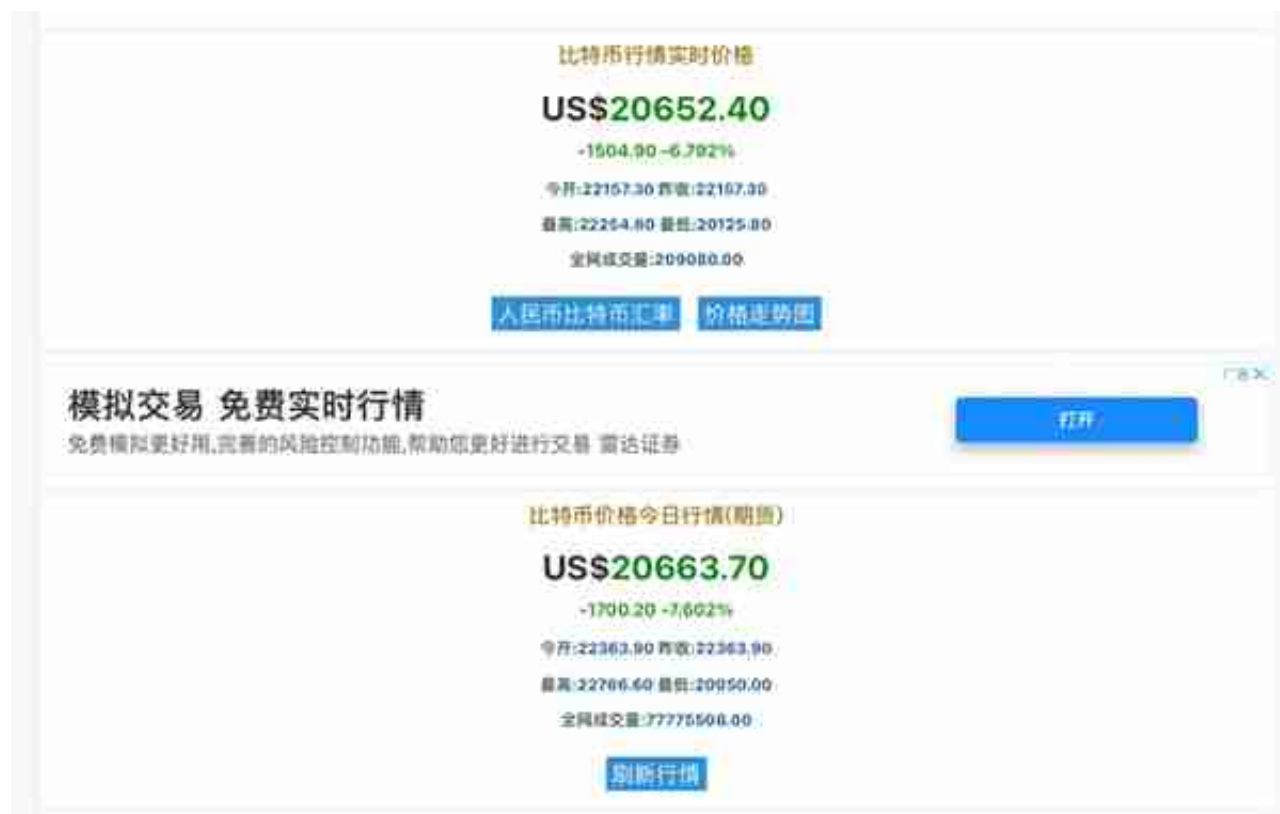 比特币行情实时价格
US$20652.40
-1504.90 -6.792%
今开:22157.30 昨收:22157.30
最高:22264.60 最低:20125.80
全网成交量:209080.00
人民币比特币汇率 价格走势图
广告 X
模拟交易 免费实时行情
打开
免费模拟更好用,完善的风险控制功能,帮助您更好进行交易 雷达证券
比特币价格今日行情(期货)
US$20663.70
-1700.20 -7.602%
今开:22363.90 昨收:22363.90
最高:22766.60 最低:20050.00
全网成交量:77775508.00
刷新行情